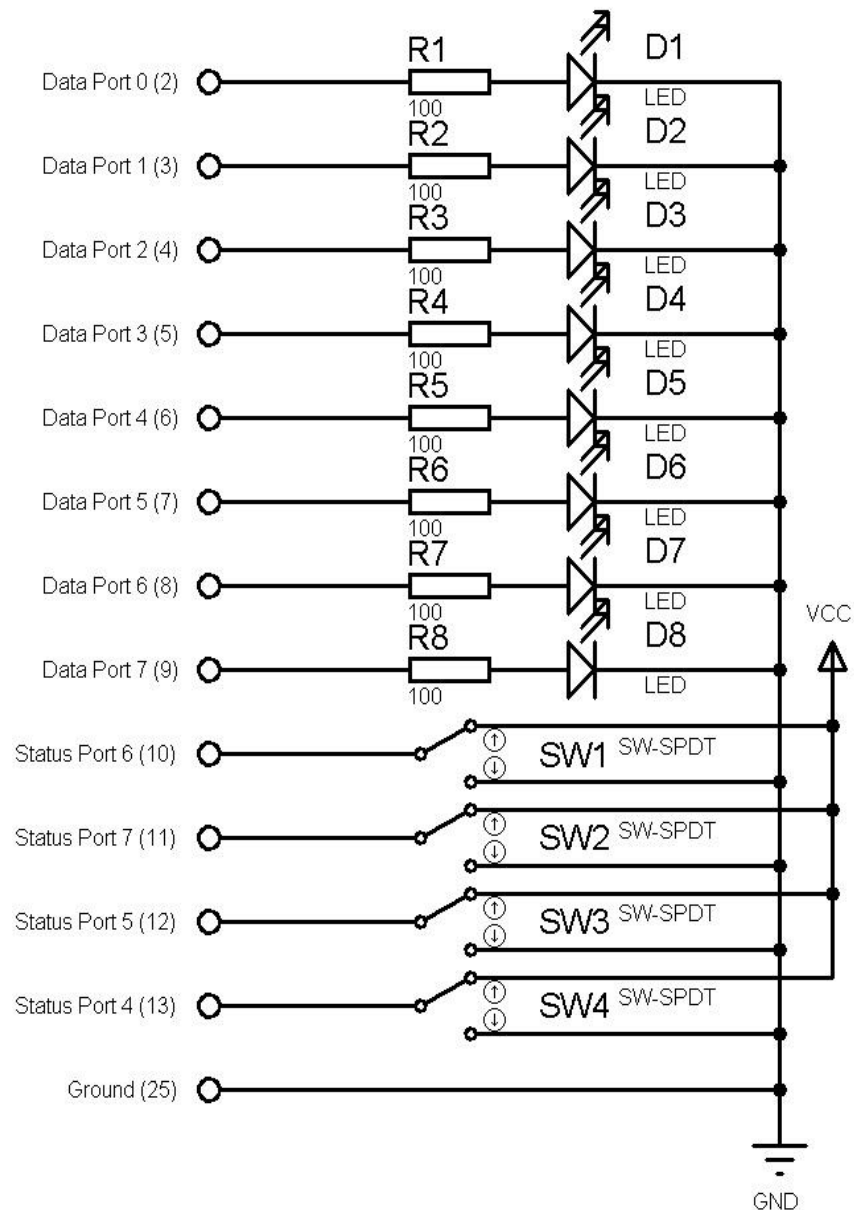 R1
D1
Data Port 0 (2)
100
LED
R2
D2
Data Port 1 (3)
100
LED
R3
D3
Data Port 2 (4)
100
LED
R4
D4
Data Port 3 (5)
100
LED
R5
D5
Data Port 4 (6)
100
LED
R6
D6
Data Port 5 (7)
100
LED
R7
D7
Data Port 6 (8)
100
LED
VCC
R8
D8
Data Port 7 (9)
100
LED
Status Port 6 (10)
SW1 SW-SPDT
Status Port 7 (11)
SW2 SW-SPDT
Status Port 5 (12)
SW3 SW-SPDT
Status Port 4 (13)
SW4 SW-SPDT
Ground (25)
GND